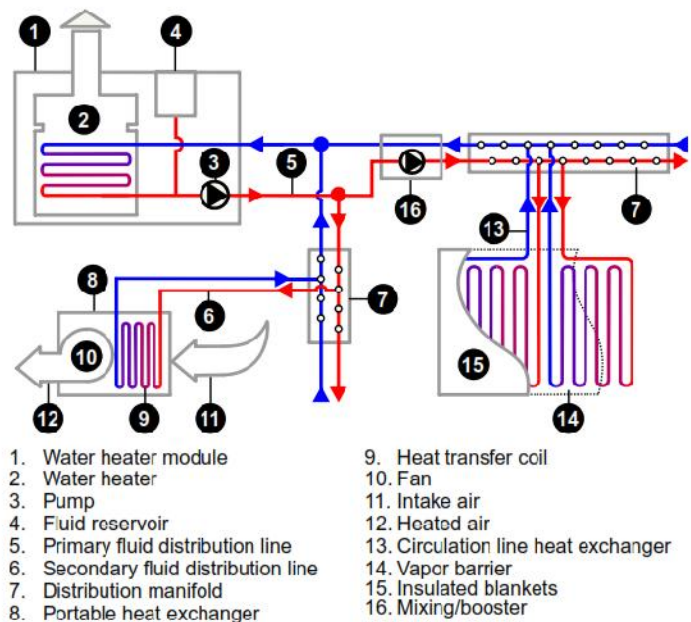 1
2
3
4
5
16
7
13
8
6
7
10
15
12
9
11
14
1. Water heater module
2. Water heater
3. Pump
4. Fluid reservoir
5. Primary fluid distribution line
6. Secondary fluid distribution line
7. Distribution manifold
8. Portable heat exchanger
9. Heat transfer coil
10. Fan
11. Intake air
12. Heated air
13. Circulation line heat exchanger
14. Vapor barrier
15. Insulated blankets
16. Mixing/booster